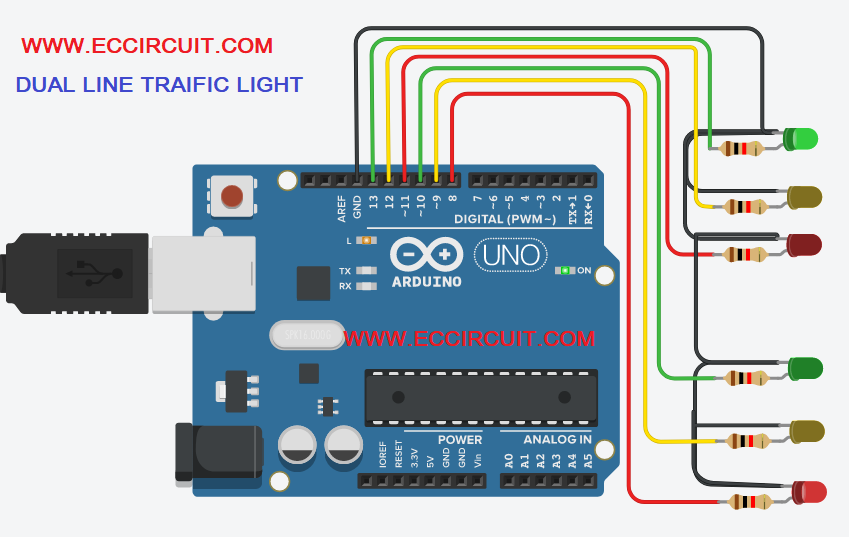 WWW.ECCIRCUIT.COM
DUAL LINE TRAIFIC LIGHT
AREF
GND
13
12
~11
~10
~9
8
7
~6
~5
4
~3
2
TX→1
RX←0
DIGITAL (PWM~)
L
TX
RX
ARDUINO
UNO
ON
WWW.ECCIRCUIT.COM
POWER
ANALOG IN
IOREF
RESET
3.3V
5V
GND
GND
Vin
A0
A1
A2
A3
A4
A5